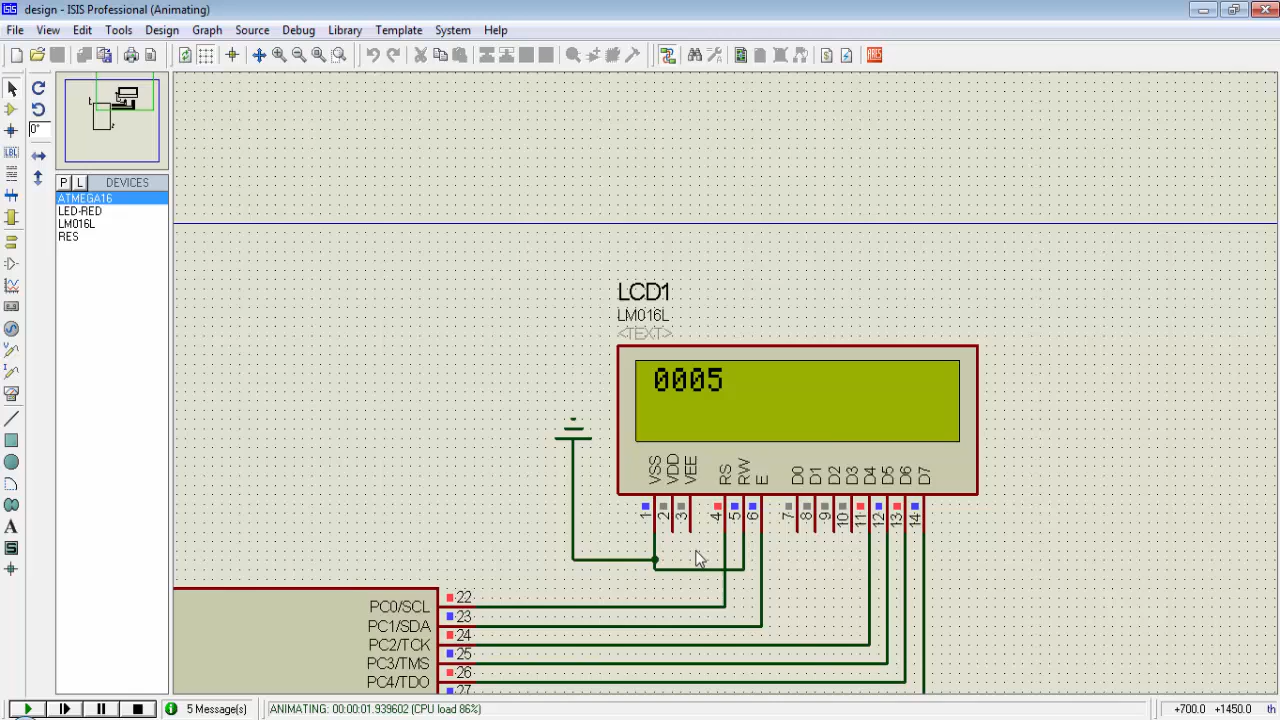 design - ISIS Professional (Animating)
File View Edit Tools Design Graph Source Debug Library Template System Help
LBL
0°
P L DEVICES
ATMEGA16
LED-RED
LM016L
RES
A
S
ARES
LCD1
LM016L
<TEXT>
0005
VSS VDD VEE RS RW E D0 D1 D2 D3 D4 D5 D6 D7
1 2 3 4 5 6 7 8 9 10 11 12 13 14
PC0/SCL 22
PC1/SDA 23
PC2/TCK 24
PC3/TMS 25
PC4/TDO 26
27
5 Message(s) ANIMATING: 00:00:01.939602 (CPU load 86%) +700.0 +1450.0 th